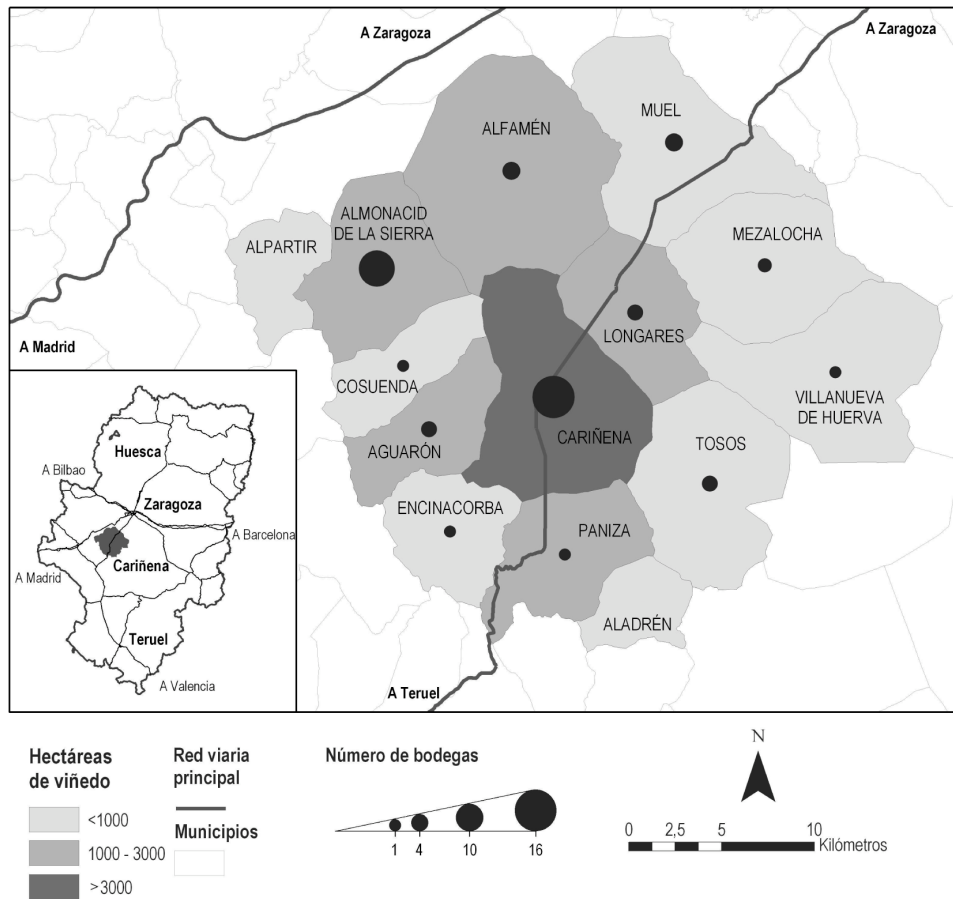 A Zaragoza
A Zaragoza
MUEL
ALFAMÉN
ALMONACID
DE LA SIERRA
ALPARTIR
MEZALOCHA
LONGARES
A Madrid
COSUENDA
VILLANUEVA
DE HUERVA
CARIÑENA
AGUARÓN
TOSOS
ENCINACORBA
PANIZA
ALADRÉN
A Teruel
Huesca
A Bilbao
Zaragoza
A Barcelona
A Madrid
Cariñena
Teruel
A Valencia
Hectáreas
de viñedo
<1000
1000 - 3000
>3000
Red viaria
principal
Municipios
Número de bodegas
1 4 10 16
N
0 2,5 5 10
Kilómetros